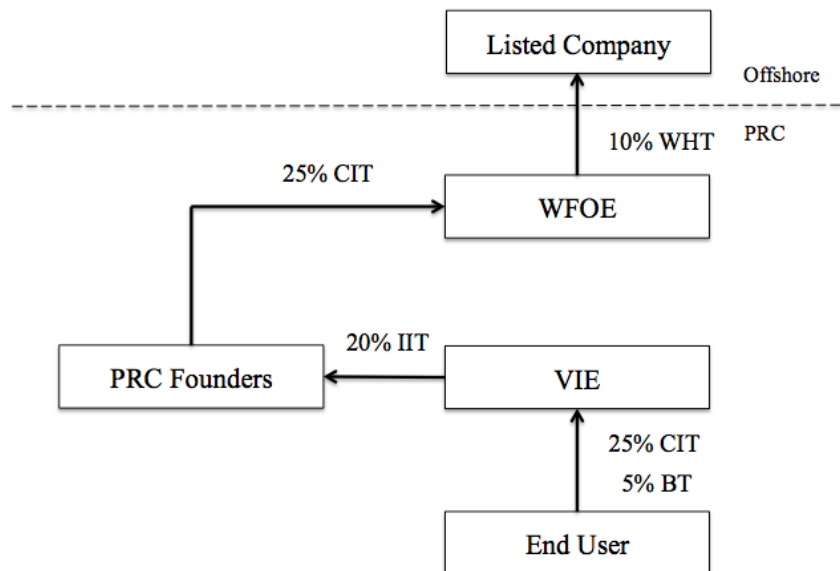 Listed Company
Offshore
PRC
10% WHT
25% CIT
WFOE
20% IIT
PRC Founders
VIE
25% CIT
5% BT
End User